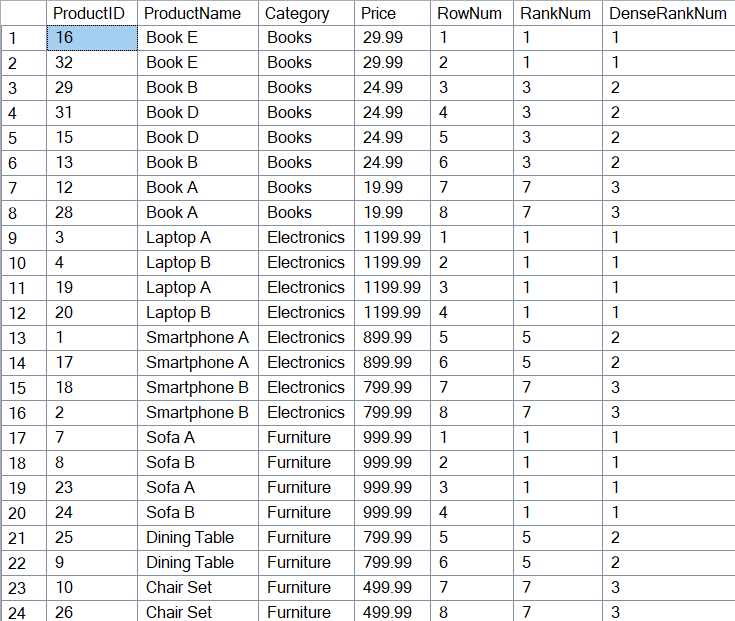 ProductID ProductName Category Price RowNum RankNum DenseRankNum
1 16 Book E Books 29.99 1 1 1
2 32 Book E Books 29.99 2 1 1
3 29 Book B Books 24.99 3 3 2
4 31 Book D Books 24.99 4 3 2
5 15 Book D Books 24.99 5 3 2
6 13 Book B Books 24.99 6 3 2
7 12 Book A Books 19.99 7 7 3
8 28 Book A Books 19.99 8 7 3
9 3 Laptop A Electronics 1199.99 1 1 1
10 4 Laptop B Electronics 1199.99 2 1 1
11 19 Laptop A Electronics 1199.99 3 1 1
12 20 Laptop B Electronics 1199.99 4 1 1
13 1 Smartphone A Electronics 899.99 5 5 2
14 17 Smartphone A Electronics 899.99 6 5 2
15 18 Smartphone B Electronics 799.99 7 7 3
16 2 Smartphone B Electronics 799.99 8 7 3
17 7 Sofa A Furniture 999.99 1 1 1
18 8 Sofa B Furniture 999.99 2 1 1
19 23 Sofa A Furniture 999.99 3 1 1
20 24 Sofa B Furniture 999.99 4 1 1
21 25 Dining Table Furniture 799.99 5 5 2
22 9 Dining Table Furniture 799.99 6 5 2
23 10 Chair Set Furniture 499.99 7 7 3
24 26 Chair Set Furniture 499.99 8 7 3